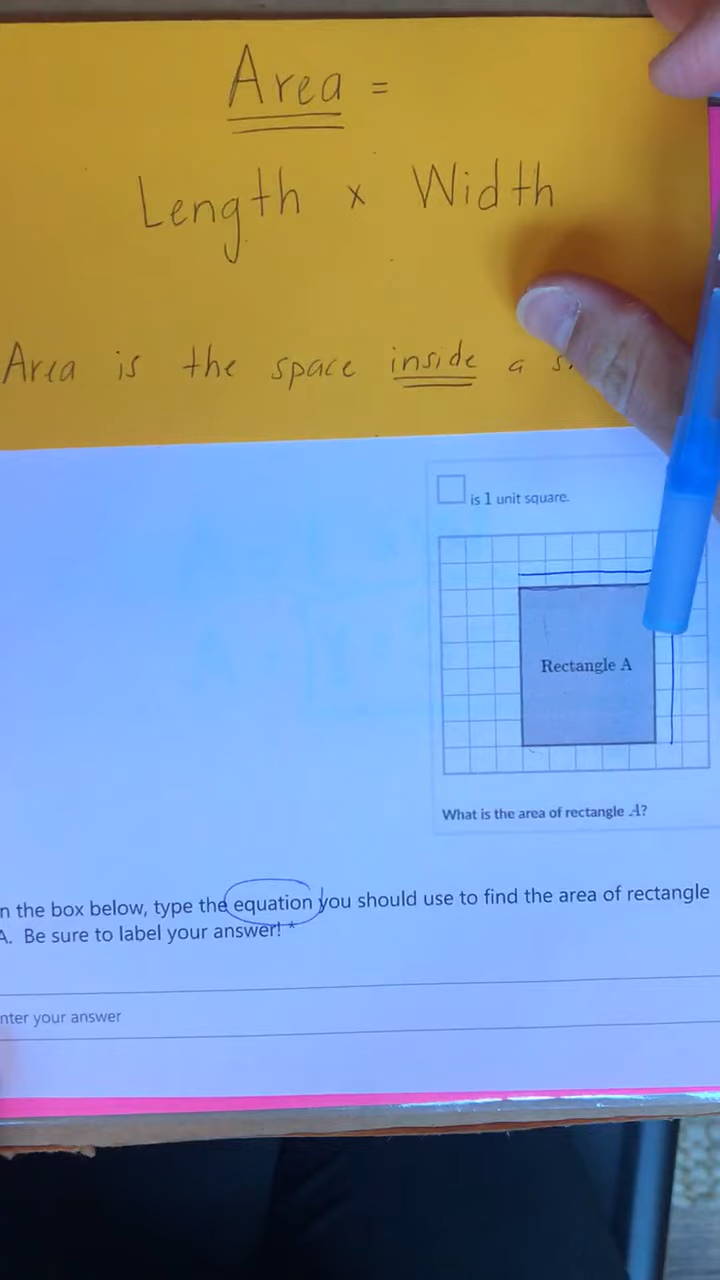 Area =
Length x Width
Area is the space inside a
is 1 unit square.
Rectangle A
What is the area of rectangle A?
n the box below, type the equation you should use to find the area of rectangle
A. Be sure to label your answer! *
nter your answer